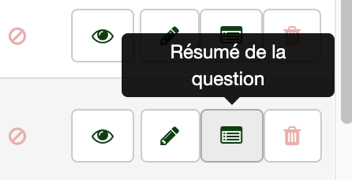 Résumé de la
question